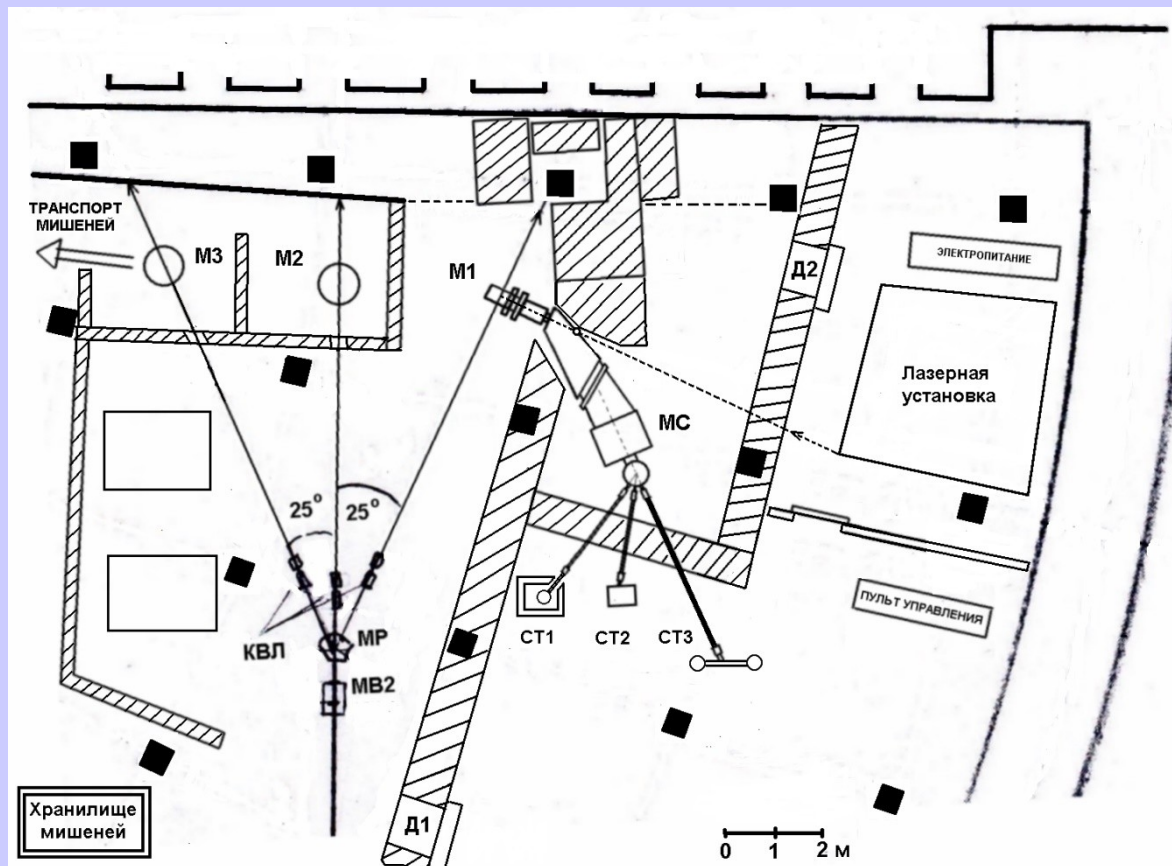 ТРАНСПОРТ
МИШЕНЕЙ
М3
М2
М1
Д2
ЭЛЕКТРОПИТАНИЕ
Лазерная
установка
МС
25°
25°
КВЛ
МР
МВ2
СТ1
СТ2
СТ3
ПУЛЬТ УПРАВЛЕНИЯ
Хранилище
мишеней
Д1
0 1 2 м